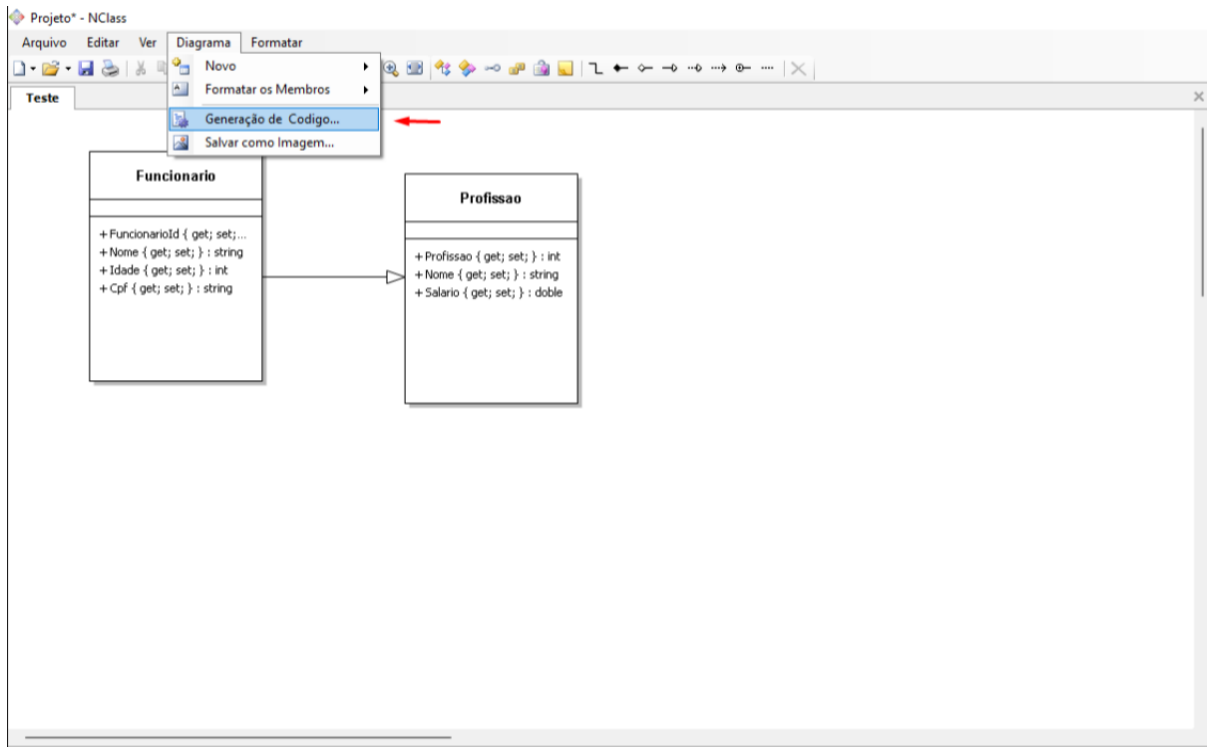 Projeto* - NClass
Arquivo Editar Ver Diagrama Formatar
Novo
Formatar os Membros
Teste
Generação de Codigo...
Salvar como Imagem...
Funcionario
+ FuncionarioId { get; set;...
+ Nome { get; set; } : string
+ Idade { get; set; } : int
+ Cpf { get; set; } : string
Profissao
+ Profissao { get; set; } : int
+ Nome { get; set; } : string
+ Salario { get; set; } : doble